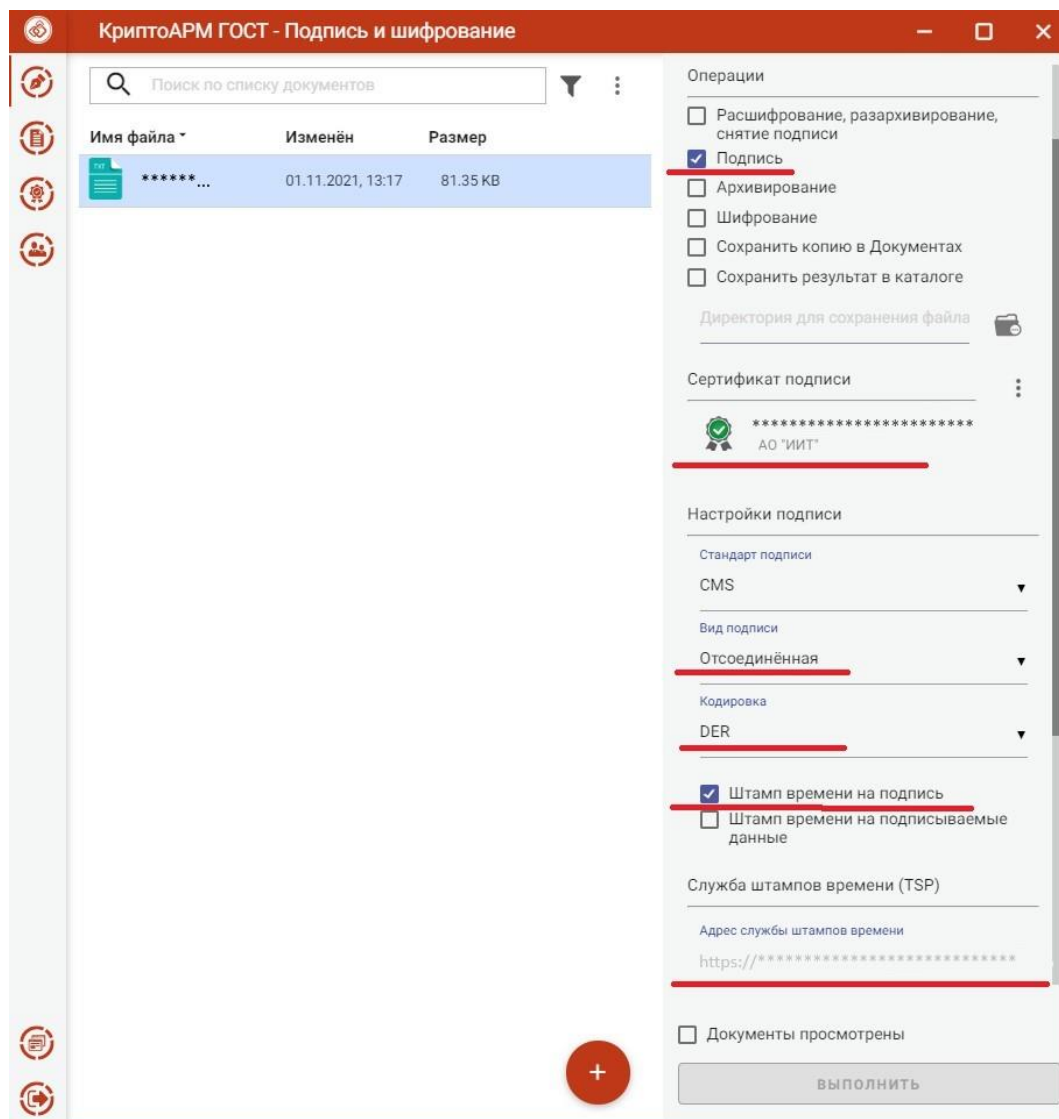 КриптоАРМ ГОСТ - Подпись и шифрование
Поиск по списку документов
Имя файла Изменён Размер
TXT
******... 01.11.2021, 13:17 81.35 KB
Операции
Расшифрование, разархивирование,
снятие подписи
Подпись
Архивирование
Шифрование
Сохранить копию в Документах
Сохранить результат в каталоге
Директория для сохранения файла
Сертификат подписи
************************
АО "ИИТ"
Настройки подписи
Стандарт подписи
CMS
Вид подписи
Отсоединённая
Кодировка
DER
Штамп времени на подпись
Штамп времени на подписываемые
данные
Служба штампов времени (TSP)
Адрес службы штампов времени
https://****************************
Документы просмотрены
ВЫПОЛНИТЬ